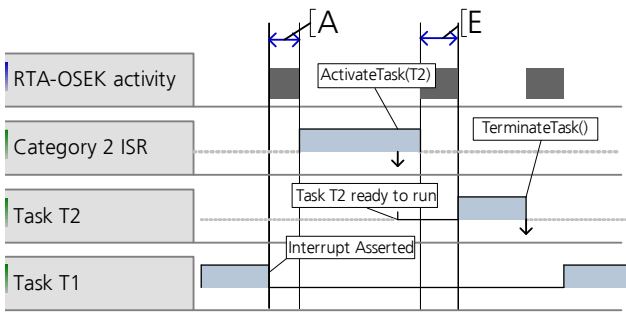 [A
[E
RTA-OSEK activity
ActivateTask(T2)
Category 2 ISR
TerminateTask()
Task T2
Task T2 ready to run
Interrupt Asserted
Task T1